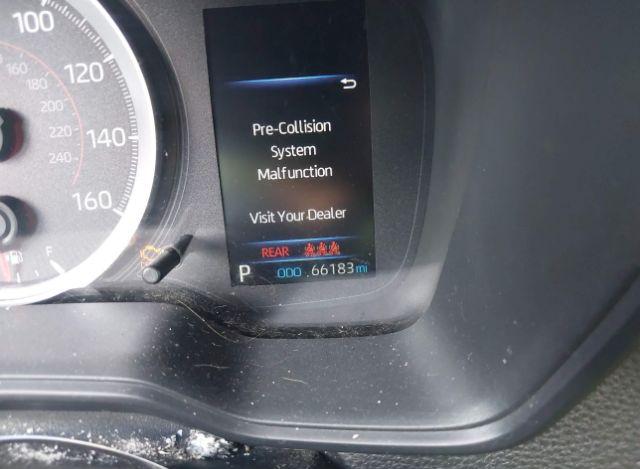 100
120
140
160
160
180
200
220
240
F
Pre-Collision
System
Malfunction
Visit Your Dealer
REAR
P 000 .66183 mi